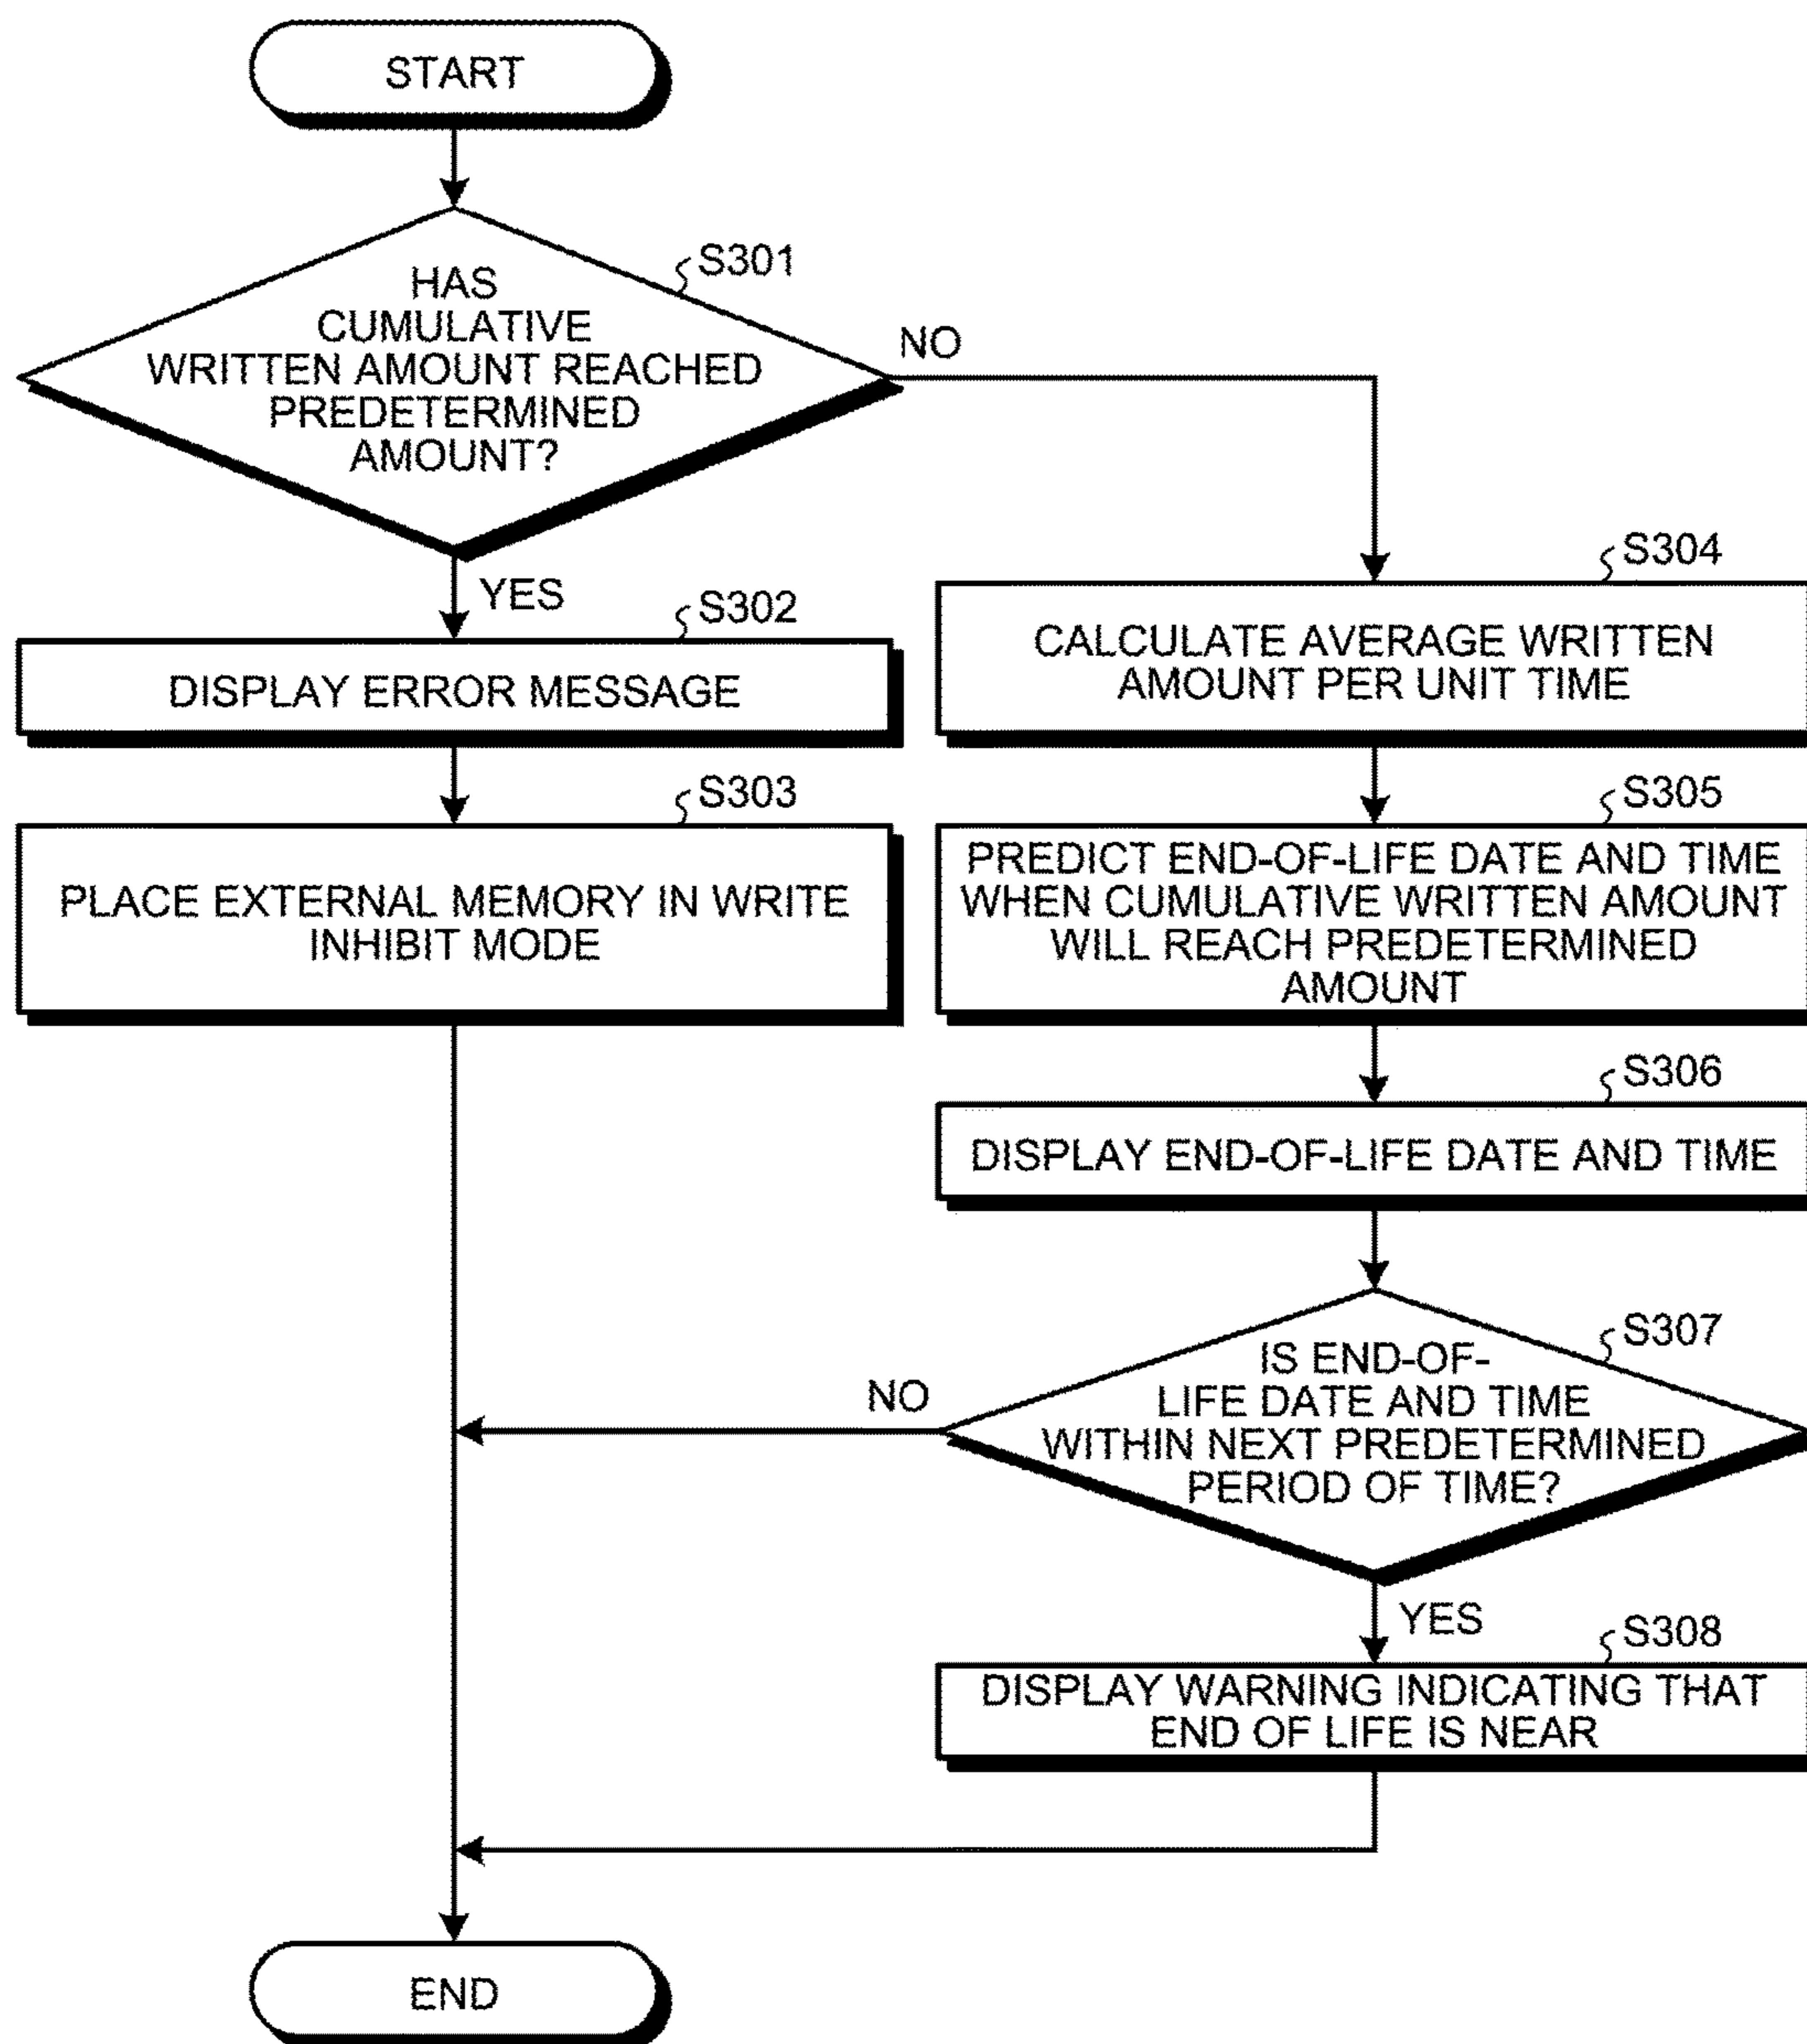 START
S301
HAS
CUMULATIVE
WRITTEN AMOUNT REACHED
PREDETERMINED
AMOUNT?
NO
YES
S302
DISPLAY ERROR MESSAGE
S303
PLACE EXTERNAL MEMORY IN WRITE
INHIBIT MODE
S304
CALCULATE AVERAGE WRITTEN
AMOUNT PER UNIT TIME
S305
PREDICT END-OF-LIFE DATE AND TIME
WHEN CUMULATIVE WRITTEN AMOUNT
WILL REACH PREDETERMINED
AMOUNT
S306
DISPLAY END-OF-LIFE DATE AND TIME
S307
IS END-OF-
LIFE DATE AND TIME
WITHIN NEXT PREDETERMINED
PERIOD OF TIME?
NO
YES
S308
DISPLAY WARNING INDICATING THAT
END OF LIFE IS NEAR
END